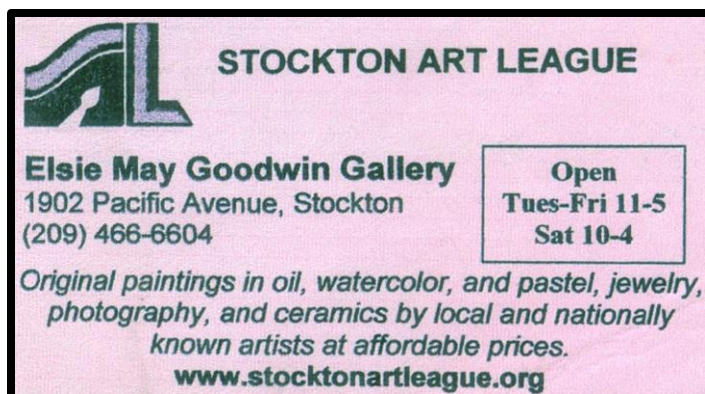 STOCKTON ART LEAGUE
Elsie May Goodwin Gallery
1902 Pacific Avenue, Stockton
(209) 466-6604
Open
Tues-Fri 11-5
Sat 10-4
Original paintings in oil, watercolor, and pastel, jewelry,
photography, and ceramics by local and nationally
known artists at affordable prices.
www.stocktonartleague.org